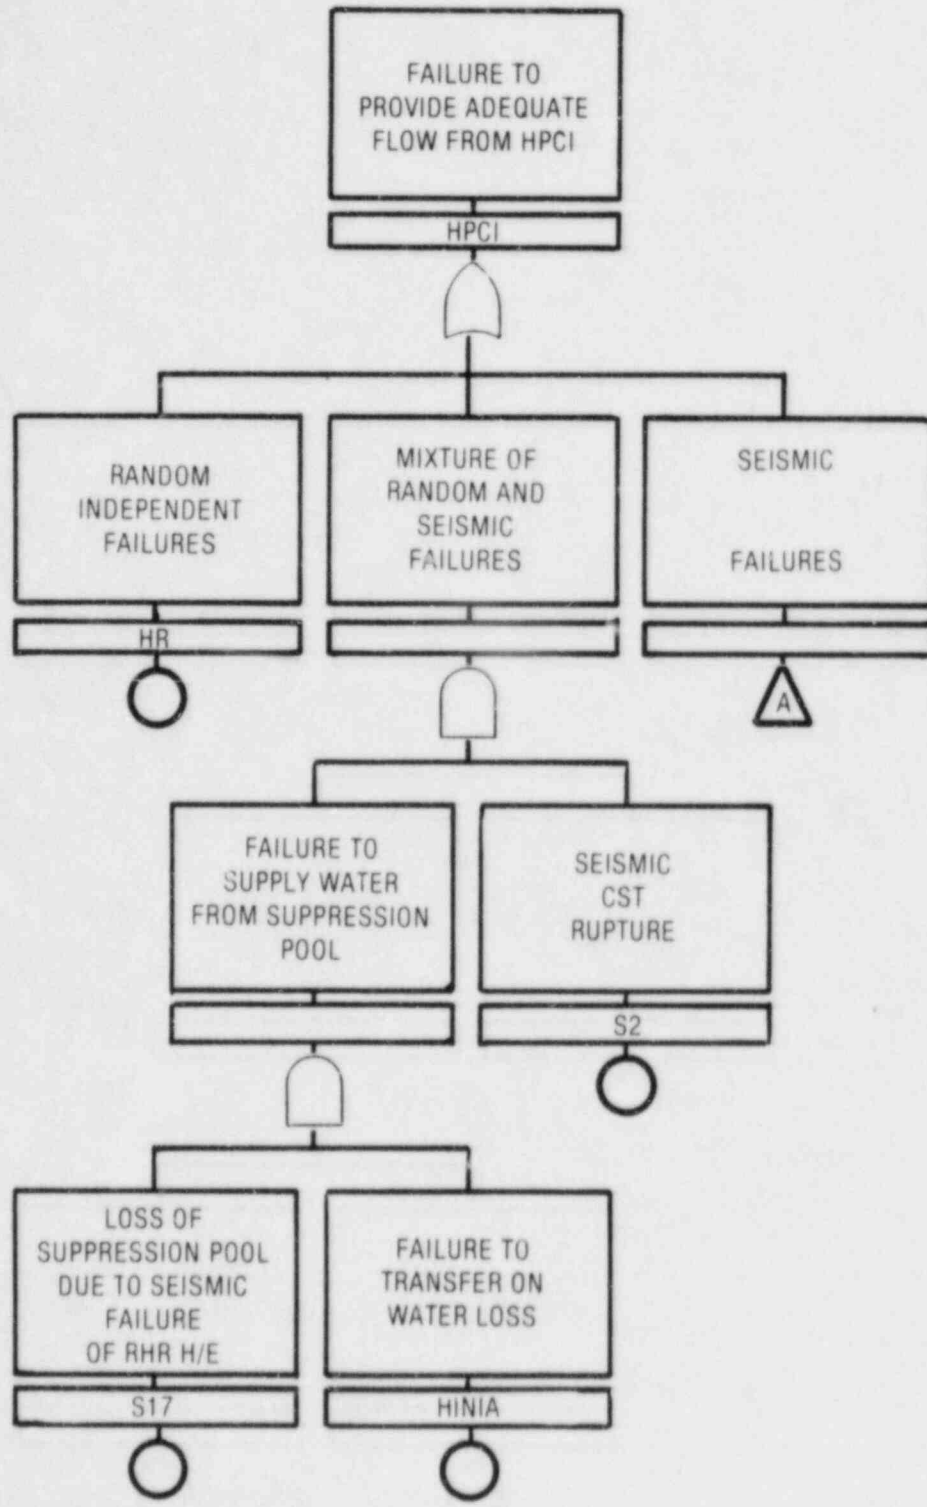 FAILURE TO
PROVIDE ADEQUATE
FLOW FROM HPCI
HPCI
RANDOM
INDEPENDENT
FAILURES
HR
MIXTURE OF
RANDOM AND
SEISMIC
FAILURES
SEISMIC
FAILURES
A
FAILURE TO
SUPPLY WATER
FROM SUPPRESSION
POOL
SEISMIC
CST
RUPTURE
S2
LOSS OF
SUPPRESSION POOL
DUE TO SEISMIC
FAILURE
OF RHR H/E
S17
FAILURE TO
TRANSFER ON
WATER LOSS
HINIA